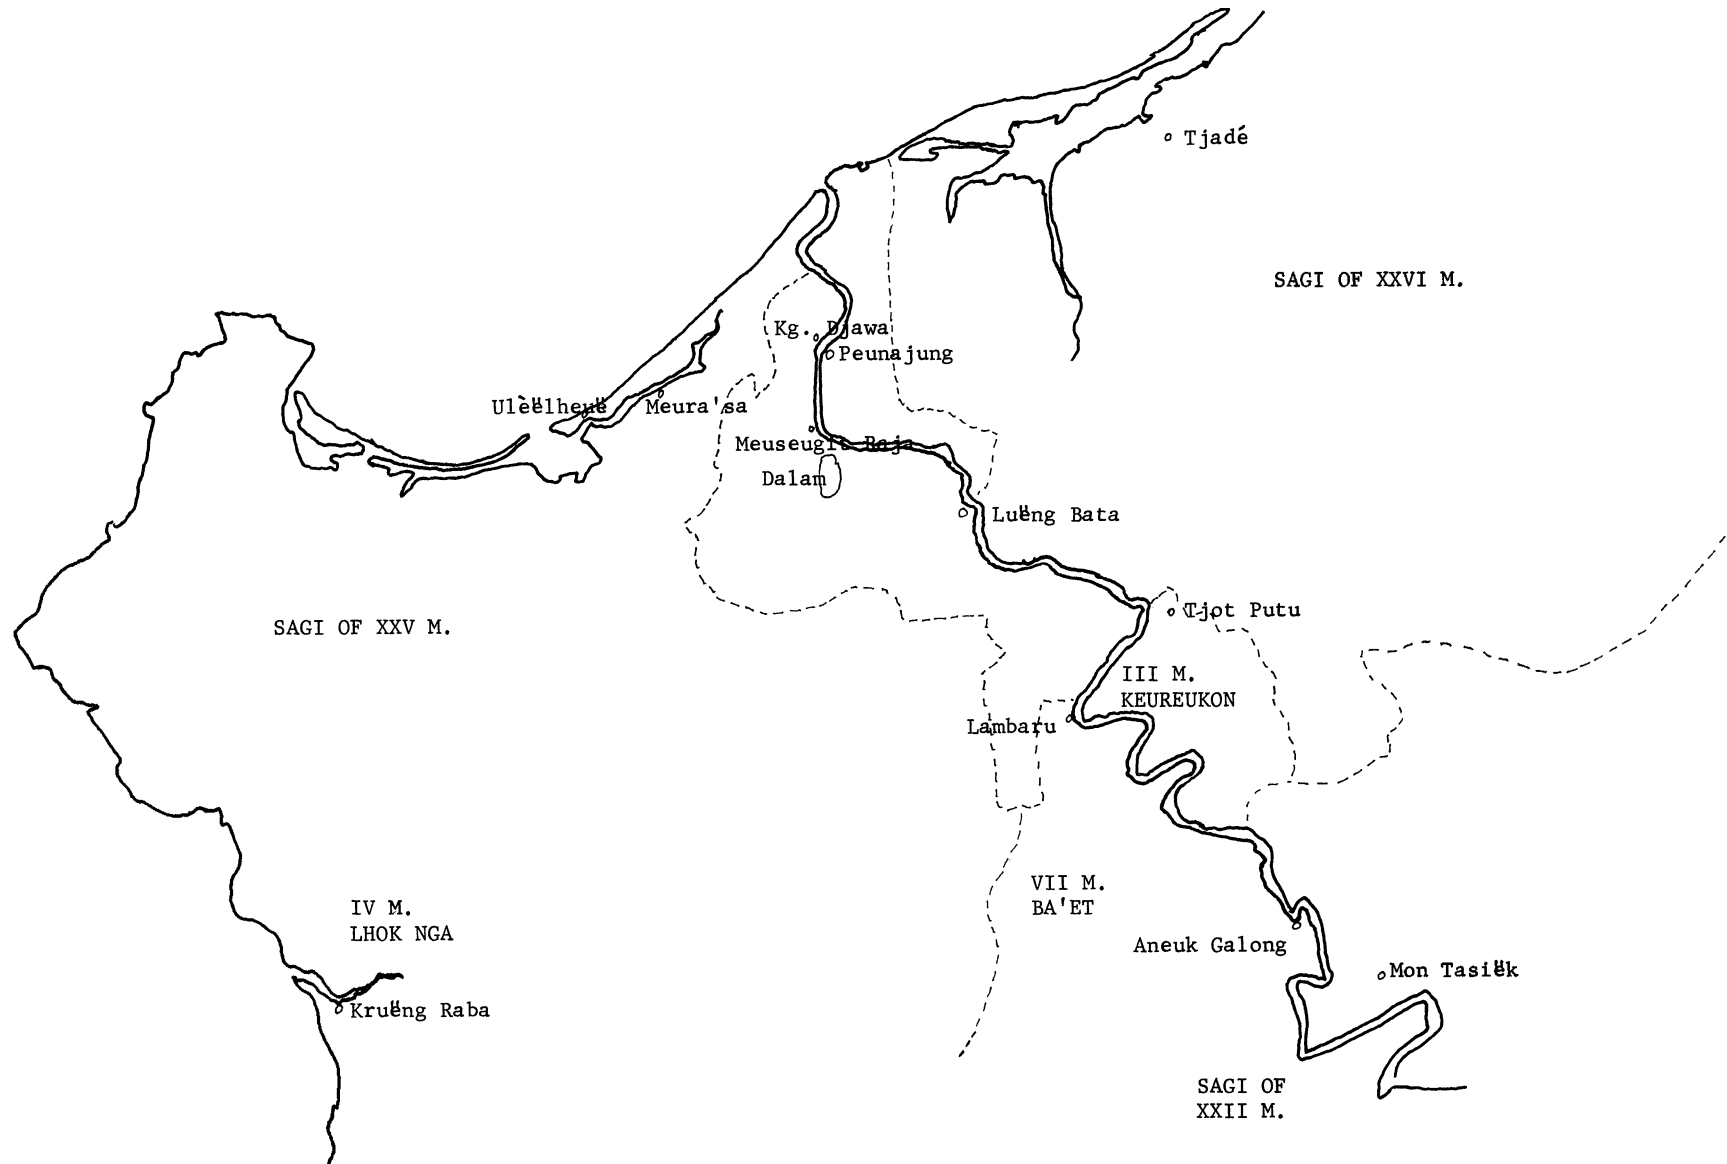 Tjadé
SAGI OF XXVI M.
Kg. Djawa
Peunajung
Ulèëlheuë
Meura'sa
Meuseugit Raja
Dalam
Luëng Bata
Tjot Putu
SAGI OF XXV M.
III M.
KEUREUKON
Lambaru
VII M.
BA'ET
IV M.
LHOK NGA
Aneuk Galong
Mon Tasiëk
Kruëng Raba
SAGI OF
XXII M.